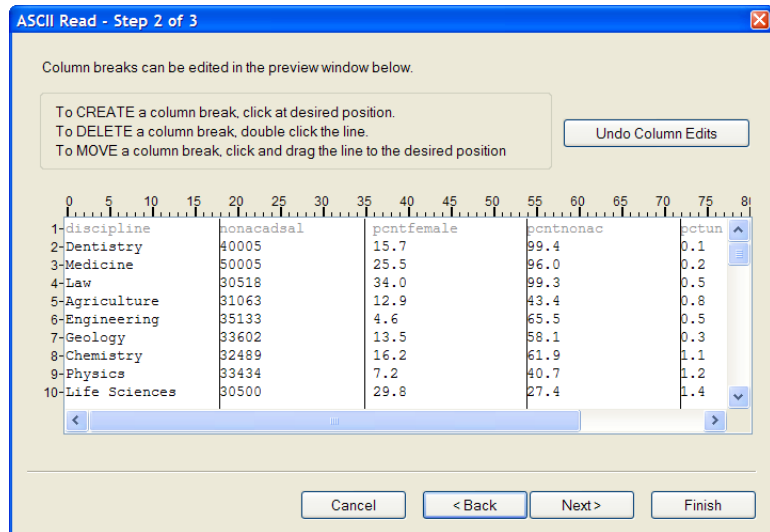 ASCII Read - Step 2 of 3
Column breaks can be edited in the preview window below.
To CREATE a column break, click at desired position.
To DELETE a column break, double click the line.
To MOVE a column break, click and drag the line to the desired position
Undo Column Edits
0 5 10 15 20 25 30 35 40 45 50 55 60 65 70 75 80
1-discipline nonacadsal pcntfemale pcntnonac pctun
2-Dentistry 40005 15.7 99.4 0.1
3-Medicine 50005 25.5 96.0 0.2
4-Law 30518 34.0 99.3 0.5
5-Agriculture 31063 12.9 43.4 0.8
6-Engineering 35133 4.6 65.5 0.5
7-Geology 33602 13.5 58.1 0.3
8-Chemistry 32489 16.2 61.9 1.1
9-Physics 33434 7.2 40.7 1.2
10-Life Sciences 30500 29.8 27.4 1.4
Cancel < Back Next > Finish